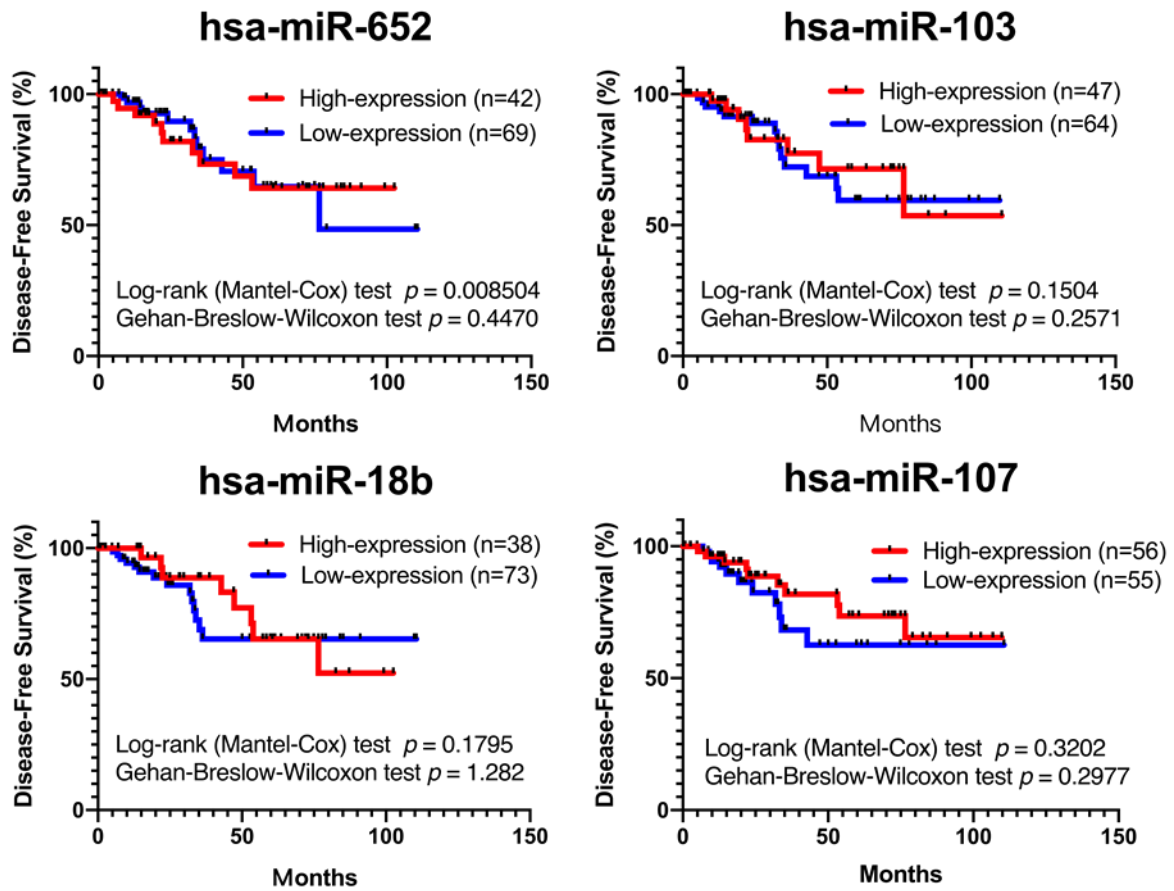 hsa-miR-652
Disease-Free Survival (%)
100
50
0
High-expression (n=42)
Low-expression (n=69)
Log-rank (Mantel-Cox) test p = 0.008504
Gehan-Breslow-Wilcoxon test p = 0.4470
0 50 100 150
Months
hsa-miR-103
Disease-Free Survival (%)
100
50
0
High-expression (n=47)
Low-expression (n=64)
Log-rank (Mantel-Cox) test p = 0.1504
Gehan-Breslow-Wilcoxon test p = 0.2571
0 50 100 150
Months
hsa-miR-18b
Disease-Free Survival (%)
100
50
0
High-expression (n=38)
Low-expression (n=73)
Log-rank (Mantel-Cox) test p = 0.1795
Gehan-Breslow-Wilcoxon test p = 1.282
0 50 100 150
Months
hsa-miR-107
Disease-Free Survival (%)
100
50
0
High-expression (n=56)
Low-expression (n=55)
Log-rank (Mantel-Cox) test p = 0.3202
Gehan-Breslow-Wilcoxon test p = 0.2977
0 50 100 150
Months